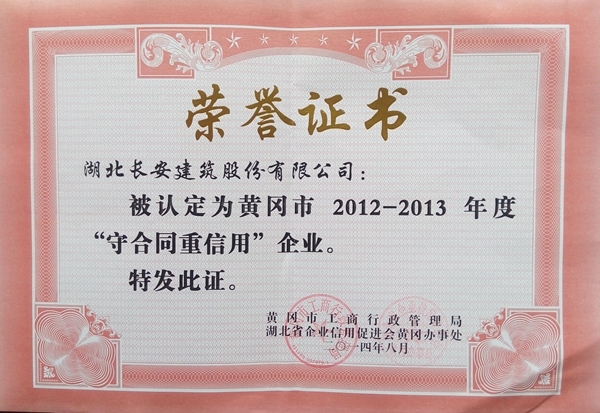 荣誉证书
湖北长安建筑股份有限公司：
被认定为黄冈市 2012-2013 年度
“守合同重信用”企业。
特发此证。
黄冈市工商行政管理局
湖北省企业信用促进会黄冈办事处
二〇一四年八月